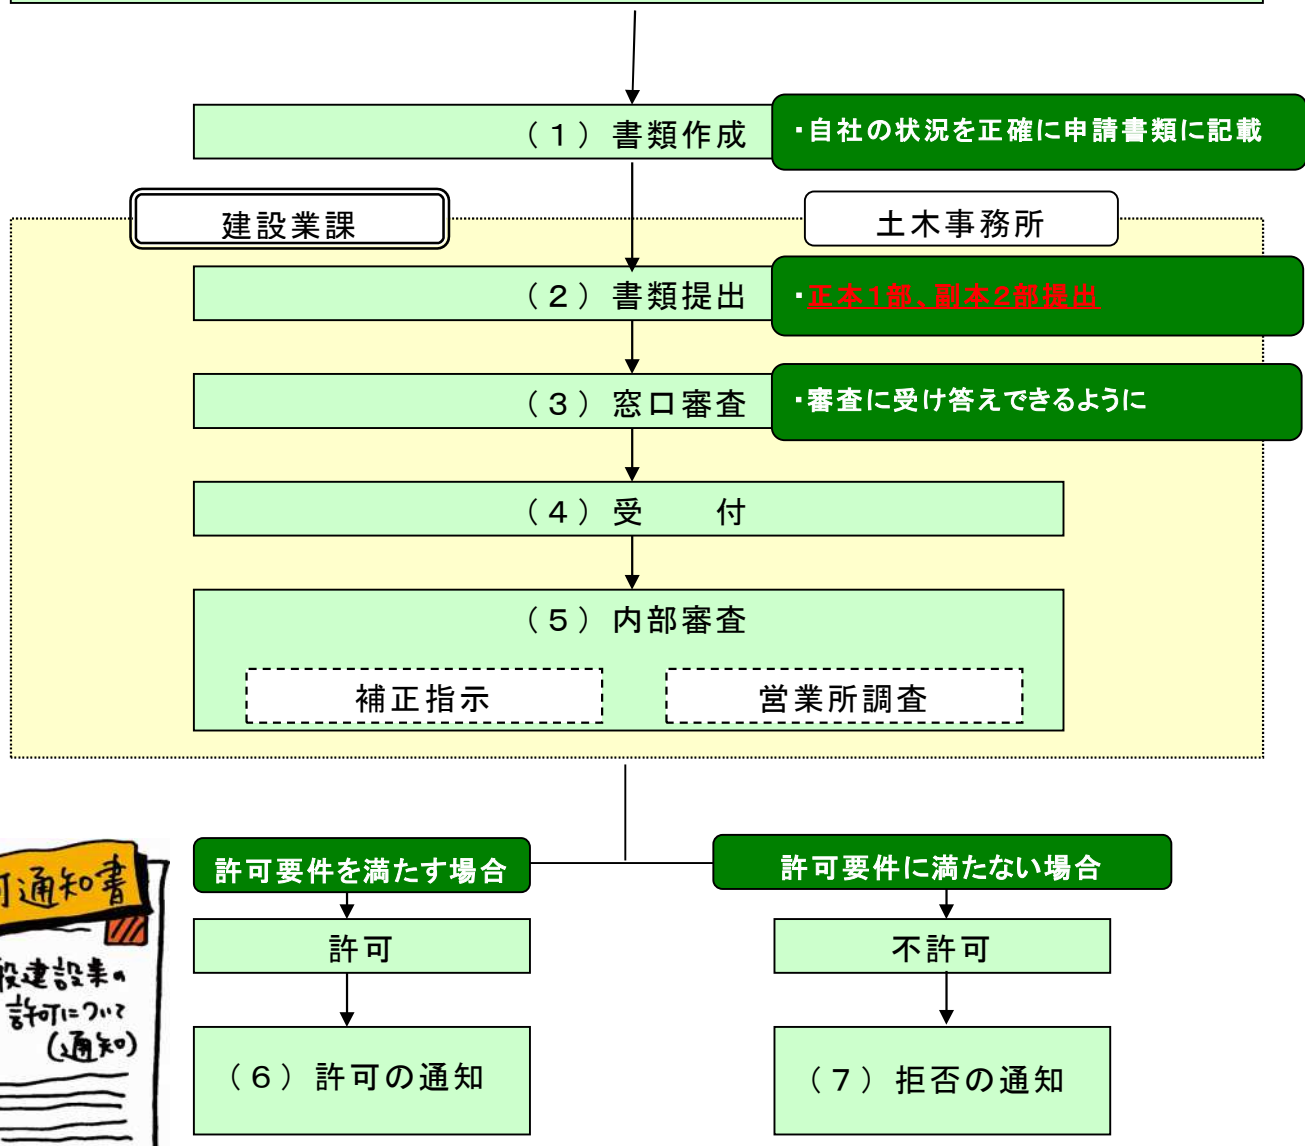 （１）書類作成
・自社の状況を正確に申請書類に記載
建設業課
土木事務所
（２）書類提出
・正本1部、副本2部提出
（３）窓口審査
・審査に受け答えできるように
（４）受　　付
（５）内部審査
補正指示
営業所調査
許可要件を満たす場合
許可要件に満たない場合
可通知書
許可
不許可
般建設業の
許可について
(通知)
（６）許可の通知
（７）拒否の通知